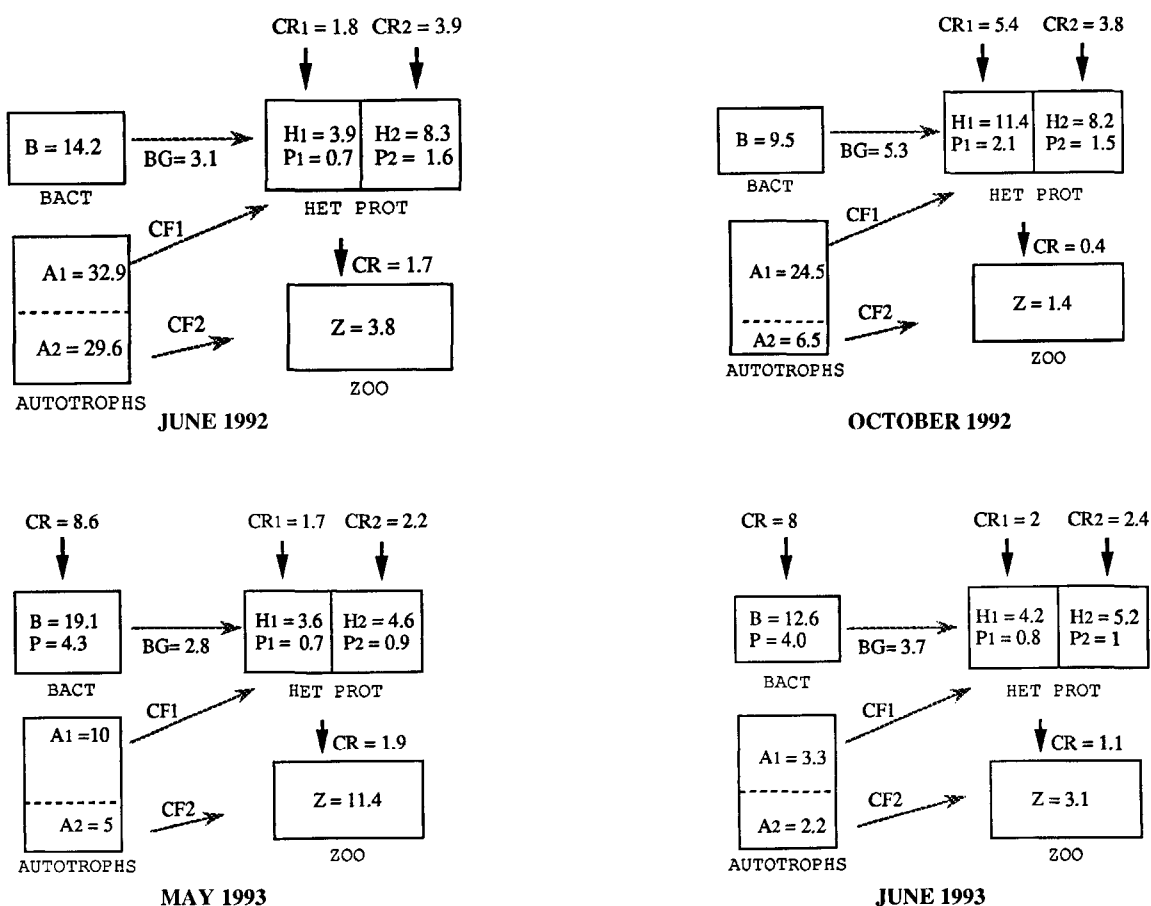 CR1 = 1.8 CR2 = 3.9
B = 14.2
BG= 3.1
H1 = 3.9 H2 = 8.3
P1 = 0.7 P2 = 1.6
BACT
HET PROT
CF1
A1 = 32.9
CR = 1.7
CF2
Z = 3.8
A2 = 29.6
ZOO
AUTOTROPHS
JUNE 1992
CR1 = 5.4 CR2 = 3.8
B = 9.5
BG= 5.3
H1 = 11.4 H2 = 8.2
P1 = 2.1 P2 = 1.5
BACT
HET PROT
CF1
CR = 0.4
A1 = 24.5
CF2
Z = 1.4
A2 = 6.5
ZOO
AUTOTROPHS
OCTOBER 1992
CR = 8.6 CR1 = 1.7 CR2 = 2.2
B = 19.1
P = 4.3
BG= 2.8
H1 = 3.6 H2 = 4.6
P1 = 0.7 P2 = 0.9
BACT
HET PROT
CF1
A1 =10
CR = 1.9
CF2
Z = 11.4
A2 = 5
ZOO
AUTOTROPHS
MAY 1993
CR = 8 CR1 = 2 CR2 = 2.4
B = 12.6
P = 4.0
BG= 3.7
H1 = 4.2 H2 = 5.2
P1 = 0.8 P2 = 1
BACT
HET PROT
CF1
A1 = 3.3
CR = 1.1
CF2
Z = 3.1
A2 = 2.2
ZOO
AUTOTROPHS
JUNE 1993